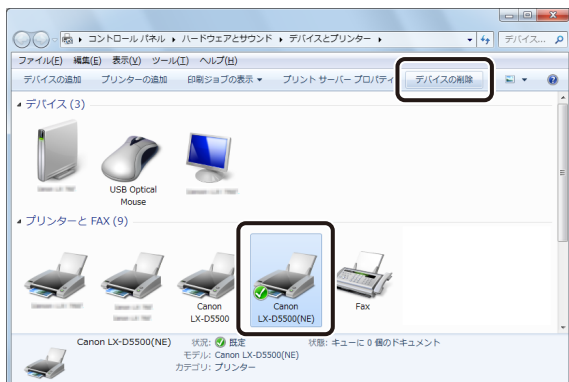 コントロール パネル ▸ ハードウェアとサウンド ▸ デバイスとプリンター ▸ デバイス...
ファイル(F) 編集(E) 表示(V) ツール(T) ヘルプ(H)
デバイスの追加 プリンターの追加 印刷ジョブの表示 プリント サーバー プロパティ デバイスの削除
デバイス (3)
USB Optical
Mouse
プリンターと FAX (9)
Canon
LX-D5500
Canon
LX-D5500(NE)
Fax
Canon LX-D5500(NE) 状況: 既定 状態: キューに 0 個のドキュメント
モデル: Canon LX-D5500(NE)
カテゴリ: プリンター